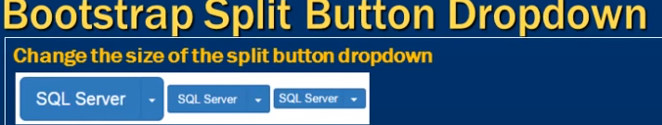 Bootstrap Split Button Dropdown
Change the size of the split button dropdown
SQL Server SQL Server SQL Server